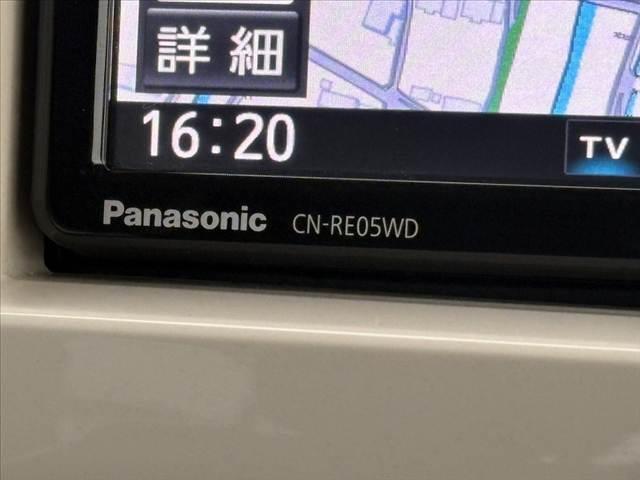 詳細
16:20
TV
Panasonic CN-RE05WD